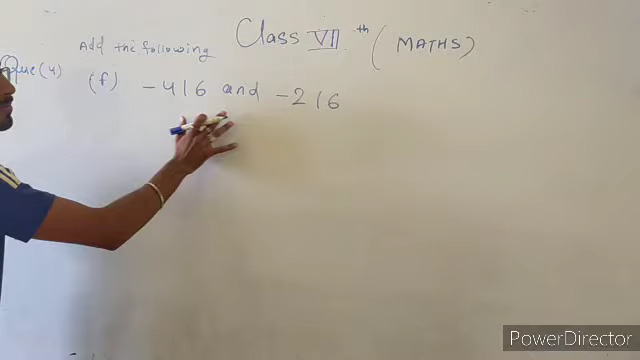 Class VII th (MATHS)
Add the following
Que(4) (f) -416 and -216
PowerDirector